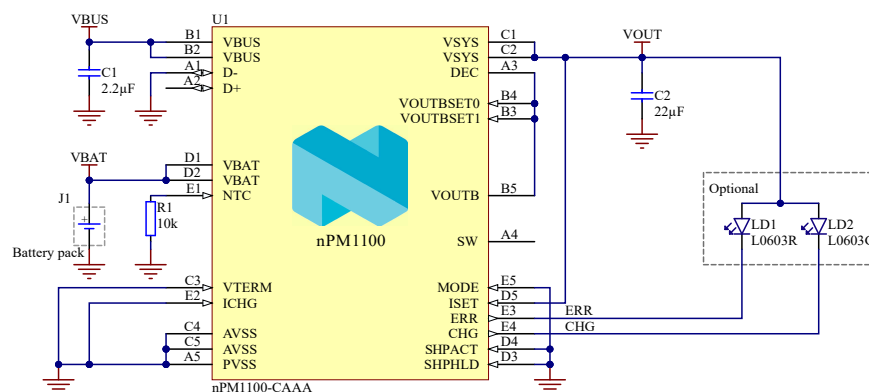 U1
VBUS
B1 VBUS
B2 VBUS
A1 D-
A2 D+
C1
2.2µF
VBAT
D1 VBAT
D2 VBAT
E1 NTC
J1
+
Battery pack
R1
10k
C3 VTERM
E2 ICHG
C4 AVSS
C5 AVSS
A5 PVSS
nPM1100
VSYS C1
VSYS C2
DEC A3
VOUTBSET0 B4
VOUTBSET1 B3
VOUTB B5
SW A4
MODE E5
ISET D5
ERR E3 ERR
CHG E4 CHG
SHPACT D4
SHPHLD D3
nPM1100-CAAA
VOUT
C2
22µF
Optional
LD1
L0603R
LD2
L0603G